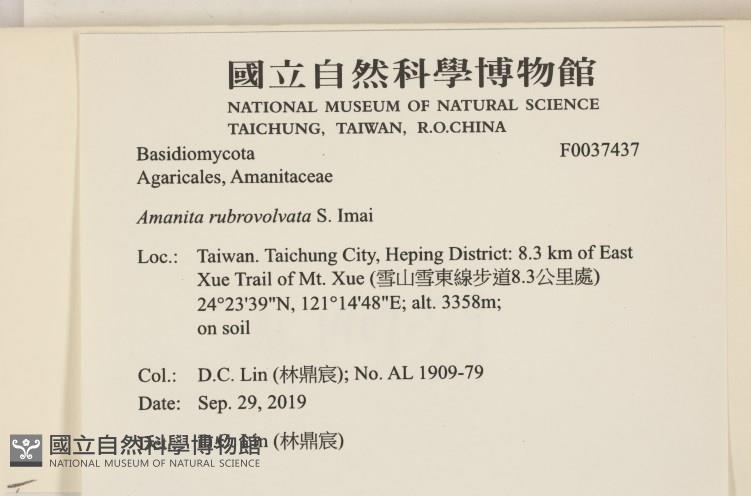 國立自然科學博物館
NATIONAL MUSEUM OF NATURAL SCIENCE
TAICHUNG, TAIWAN, R.O.CHINA
Basidiomycota F0037437
Agaricales, Amanitaceae
Amanita rubrovolvata S. Imai
Loc.: Taiwan. Taichung City, Heping District: 8.3 km of East
Xue Trail of Mt. Xue (雪山雪東線步道8.3公里處)
24°23'39"N, 121°14'48"E; alt. 3358m;
on soil
Col.: D.C. Lin (林鼎宸); No. AL 1909-79
Date: Sep. 29, 2019
(林鼎宸)
國立自然科學博物館
NATIONAL MUSEUM OF NATURAL SCIENCE